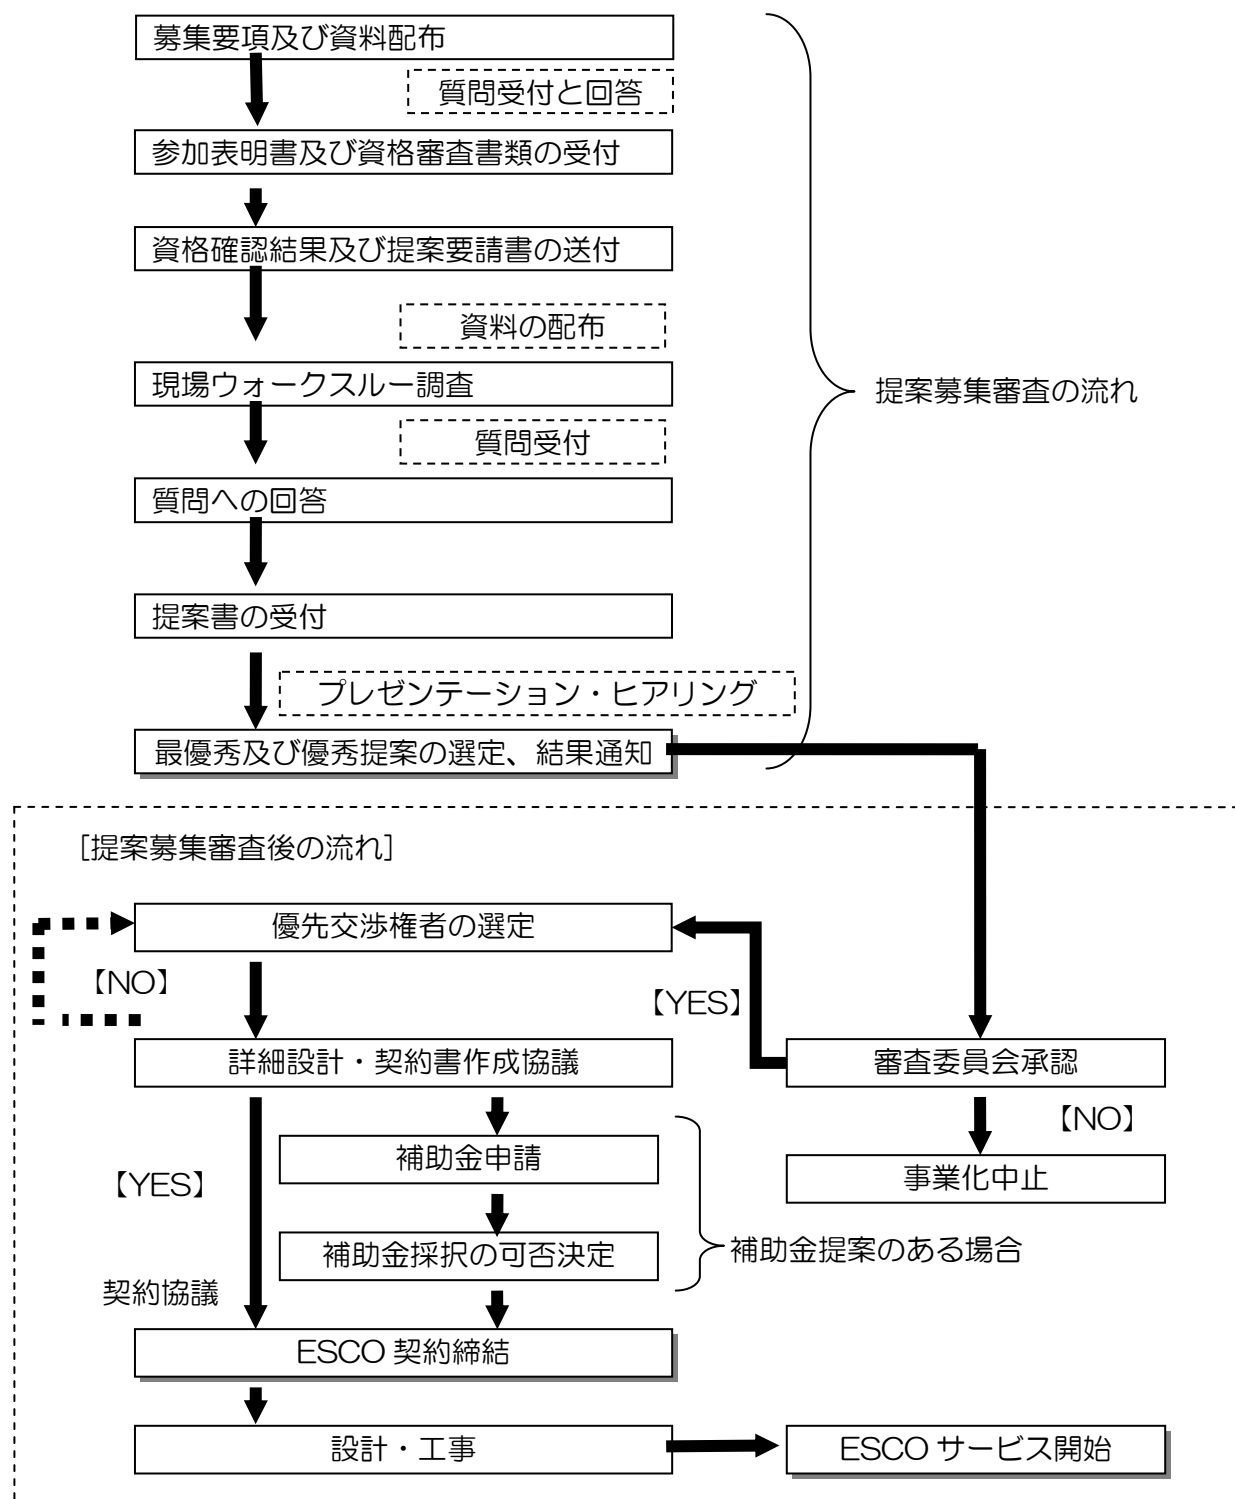 募集要項及び資料配布
質問受付と回答
参加表明書及び資格審査書類の受付
資格確認結果及び提案要請書の送付
資料の配布
現場ウォークスルー調査
提案募集審査の流れ
質問受付
質問への回答
提案書の受付
プレゼンテーション・ヒアリング
最優秀及び優秀提案の選定、結果通知
［提案募集審査後の流れ］
優先交渉権者の選定
【NO】
【YES】
詳細設計・契約書作成協議
審査委員会承認
【NO】
補助金申請
【YES】
事業化中止
補助金採択の可否決定
補助金提案のある場合
契約協議
ESCO 契約締結
設計・工事
ESCO サービス開始